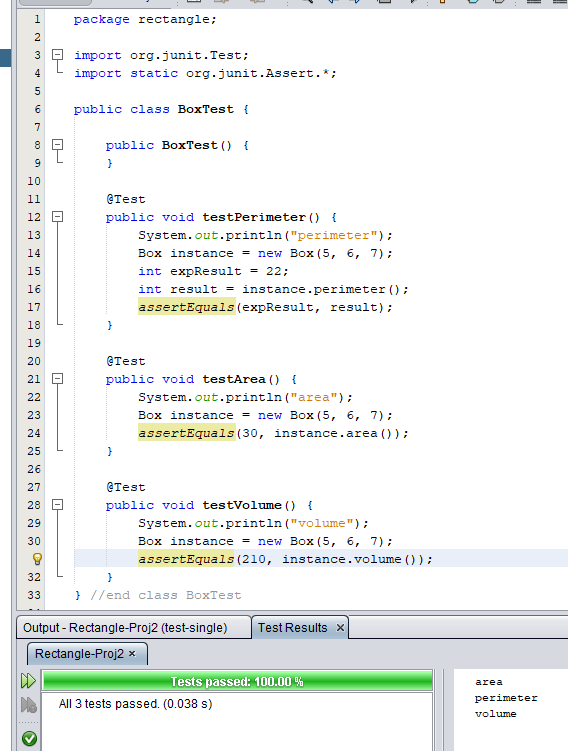 1 package rectangle;
2
3 import org.junit.Test;
4 import static org.junit.Assert.*;
5
6 public class BoxTest {
7
8 public BoxTest() {
9 }
10
11 @Test
12 public void testPerimeter() {
13 System.out.println("perimeter");
14 Box instance = new Box(5, 6, 7);
15 int expResult = 22;
16 int result = instance.perimeter();
17 assertEquals(expResult, result);
18 }
19
20 @Test
21 public void testArea() {
22 System.out.println("area");
23 Box instance = new Box(5, 6, 7);
24 assertEquals(30, instance.area());
25 }
26
27 @Test
28 public void testVolume() {
29 System.out.println("volume");
30 Box instance = new Box(5, 6, 7);
assertEquals(210, instance.volume());
32 }
33 } //end class BoxTest
Output - Rectangle-Proj2 (test-single) Test Results ×
Rectangle-Proj2 ×
Tests passed: 100.00 %
All 3 tests passed. (0.038 s)
area
perimeter
volume